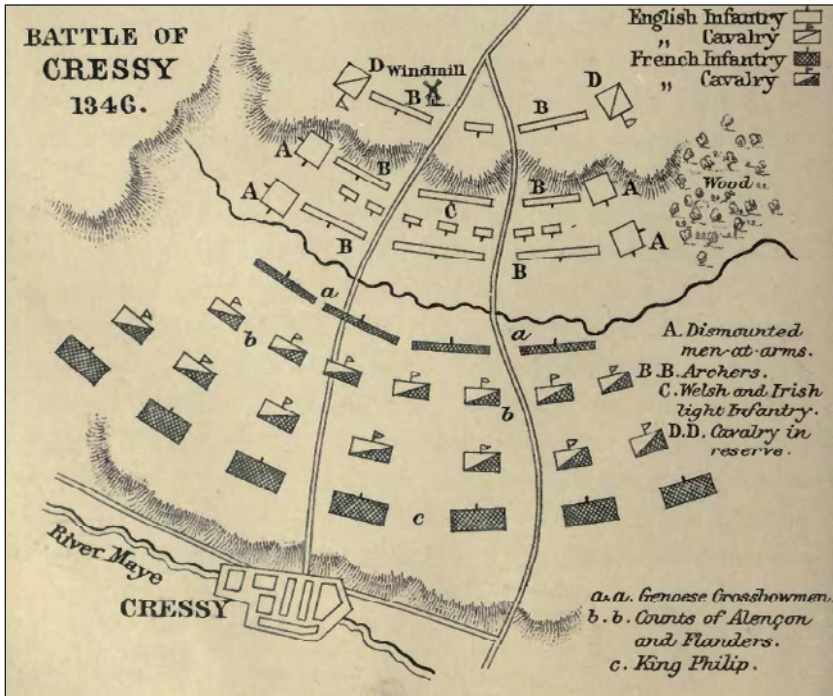 BATTLE OF
CRESSY
1346.
English Infantry
„ Cavalry
French Infantry
„ Cavalry
D
Windmill
B
B
D
A
B
B
A
Wood
A
C
B
B
A
a
b
a
b
c
A. Dismounted
men-at-arms.
B.B. Archers.
C. Welsh and Irish
light Infantry.
D.D. Cavalry in
reserve.
River Maye
CRESSY
a.a. Genoese Crossbowmen.
b.b. Counts of Alençon
and Flanders.
c. King Philip.